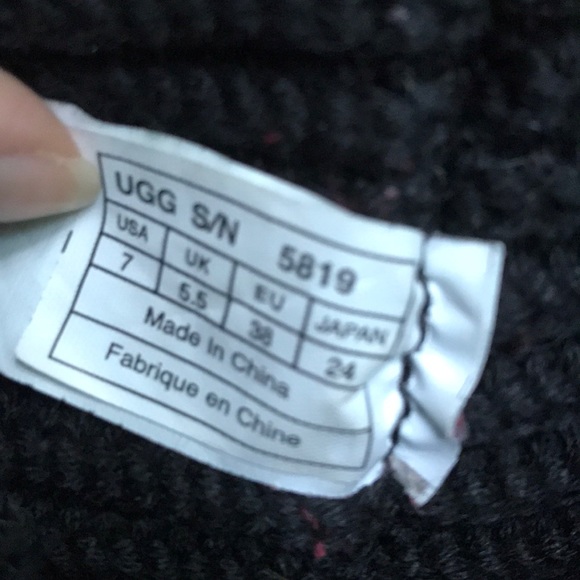 UGG S/N 5819
USA UK EU JAPAN
7 5.5 38 24
Made In China
Fabrique en Chine